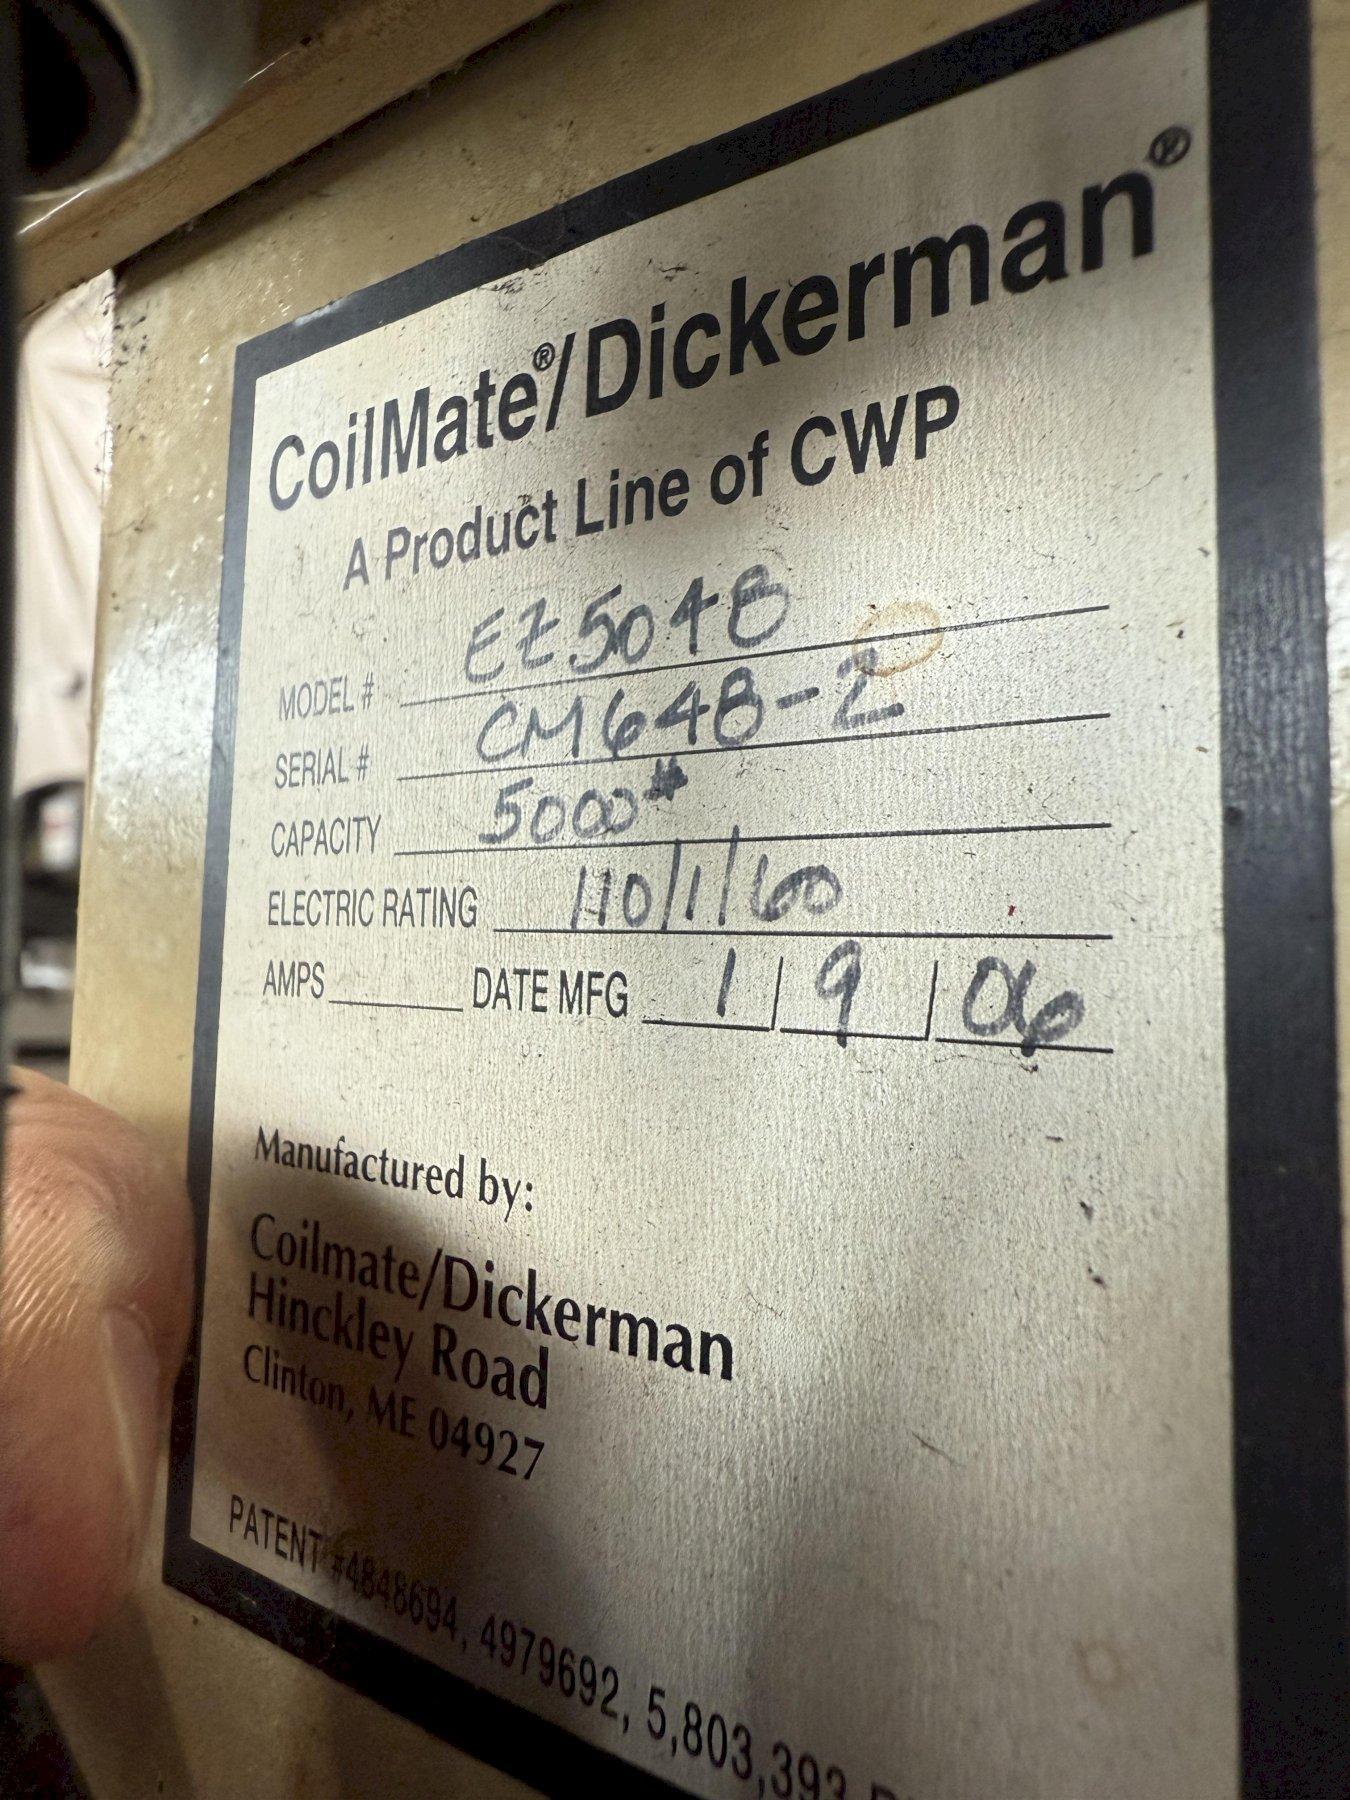 CoilMate®/Dickerman®
A Product Line of CWP
MODEL # EZ5048
SERIAL # CM648-2
CAPACITY 5000#
ELECTRIC RATING 110/1/60
AMPS DATE MFG 1/9/06
Manufactured by:
Coilmate/Dickerman
Hinckley Road
Clinton, ME 04927
PATENT #4848694, 4979692, 5,803,393